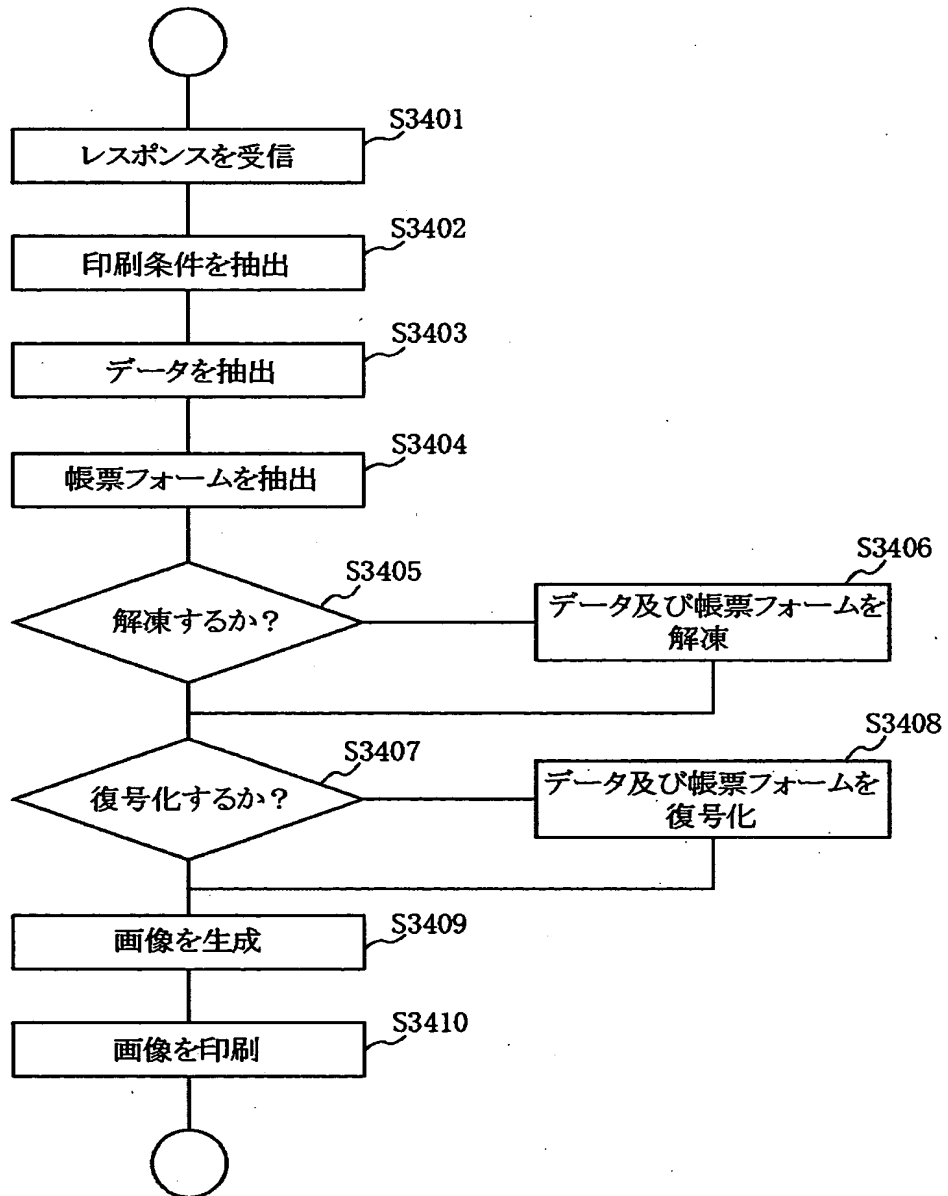 S3401
レスポンスを受信
S3402
印刷条件を抽出
S3403
データを抽出
S3404
帳票フォームを抽出
S3405
解凍するか?
S3406
データ及び帳票フォームを
解凍
S3407
復号化するか?
S3408
データ及び帳票フォームを
復号化
S3409
画像を生成
S3410
画像を印刷